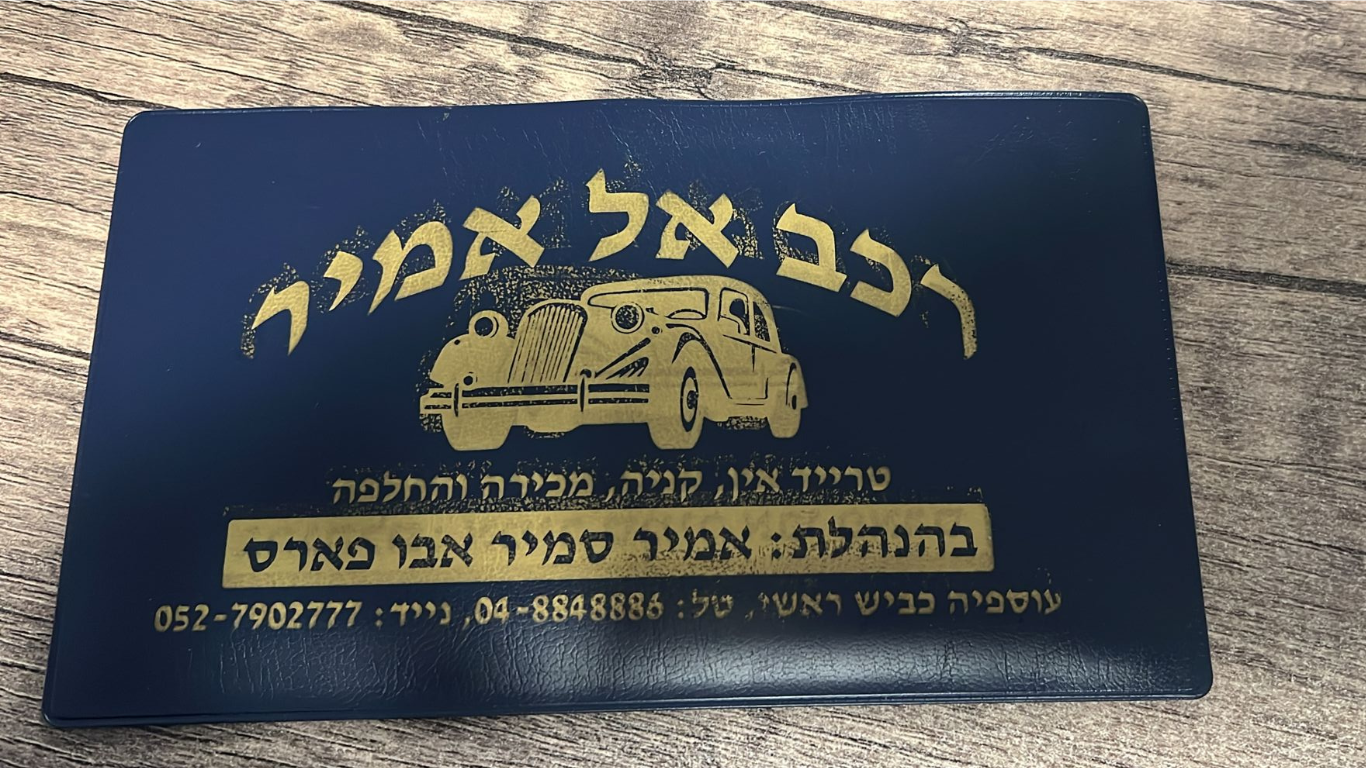 רכב אל אמיר
טרייד אין, קניה, מכירה והחלפה
בהנהלת: אמיר סמיר אבו פארס
עוספיה כביש ראשי, טל: 04-8848886, נייד: 052-7902777